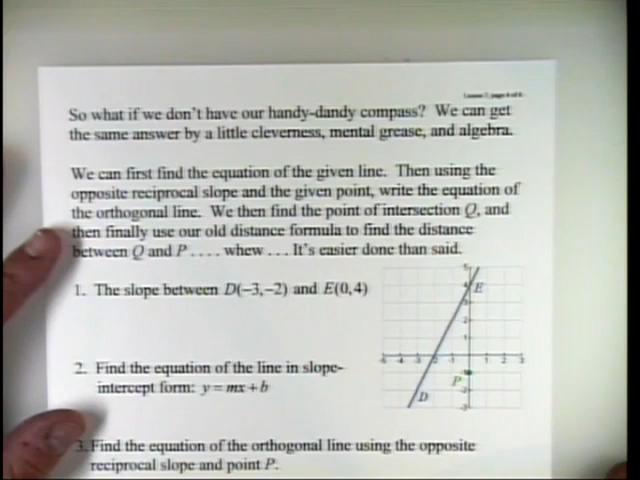 So what if we don't have our handy-dandy compass? We can get
the same answer by a little cleverness, mental grease, and algebra.
We can first find the equation of the given line. Then using the
opposite reciprocal slope and the given point, write the equation of
the orthogonal line. We then find the point of intersection Q, and
then finally use our old distance formula to find the distance
between Q and P . . . . whew . . . It's easier done than said.
1. The slope between D(−3,−2) and E(0,4)
E
2. Find the equation of the line in slope-
intercept form: y = mx + b
P
D
3. Find the equation of the orthogonal line using the opposite
reciprocal slope and point P.